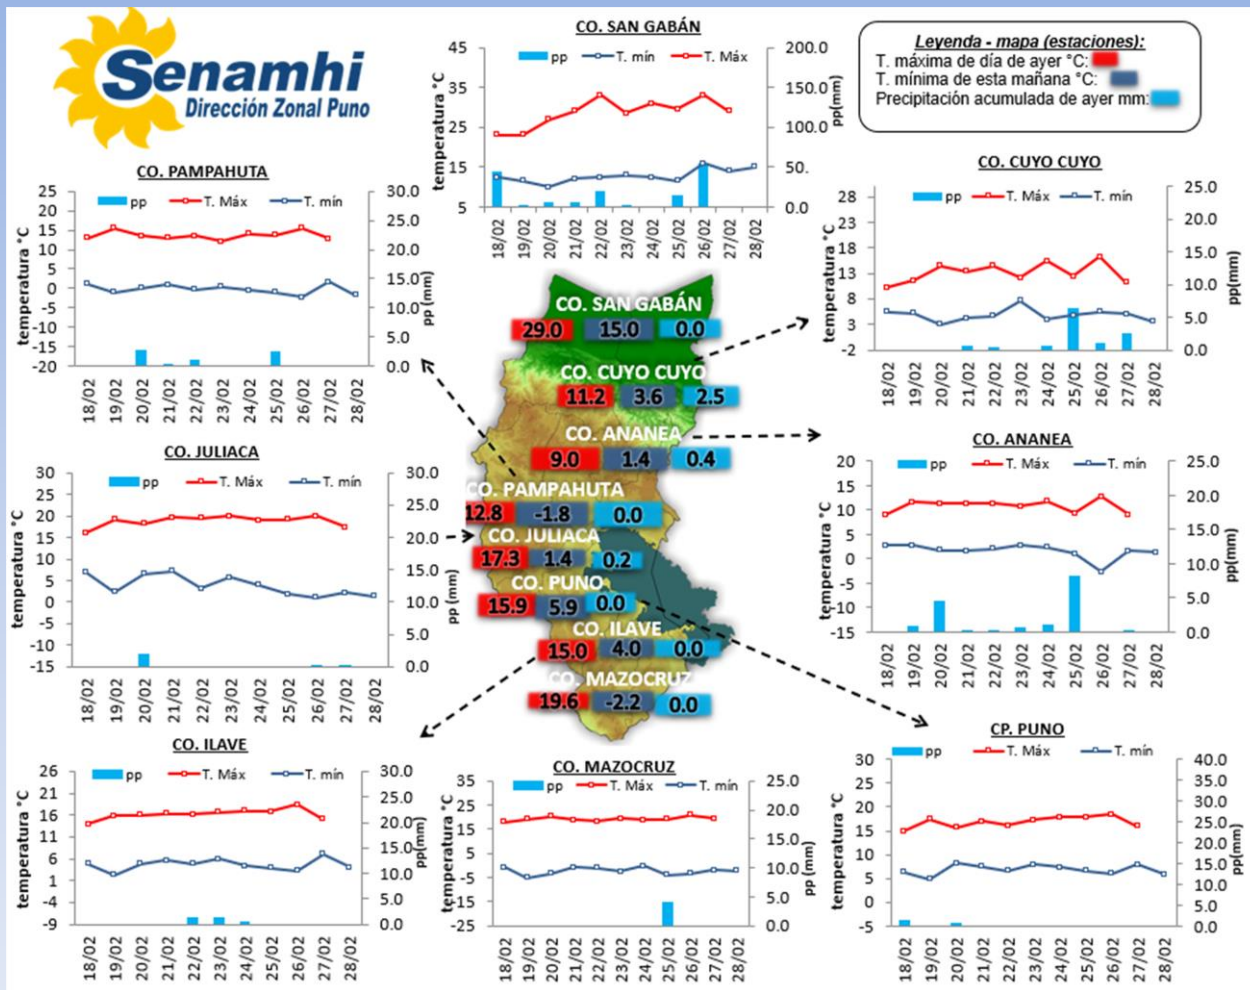 Senamhi
Dirección Zonal Puno
CO. SAN GABÁN
pp T. mín T. Máx
temperatura °C
45
35
25
15
5
200.0
150.0
100.0
50.0
0.0
pp(mm)
18/02 19/02 20/02 21/02 22/02 23/02 24/02 25/02 26/02 27/02 28/02
Leyenda - mapa (estaciones):
T. máxima de día de ayer °C:
T. mínima de esta mañana °C:
Precipitación acumulada de ayer mm:
CO. PAMPAHUTA
pp T. Máx T. mín
temperatura °C
25
20
15
10
5
0
-5
-10
-15
-20
30.0
25.0
20.0
15.0
10.0
5.0
0.0
pp (mm)
18/02 19/02 20/02 21/02 22/02 23/02 24/02 25/02 26/02 27/02 28/02
CO. CUYO CUYO
pp T. Máx T. mín
temperatura °C
28
23
18
13
8
3
-2
25.0
20.0
15.0
10.0
5.0
0.0
pp(mm)
18/02 19/02 20/02 21/02 22/02 23/02 24/02 25/02 26/02 27/02 28/02
CO. SAN GABÁN
29.0 15.0 0.0
CO. CUYO CUYO
11.2 3.6 2.5
CO. ANANEA
9.0 1.4 0.4
CO. PAMPAHUTA
12.8 -1.8 0.0
CO. JULIACA
17.3 1.4 0.2
CO. PUNO
15.9 5.9 0.0
CO. ILAVE
15.0 4.0 0.0
CO. MAZOCRUZ
19.6 -2.2 0.0
CO. JULIACA
pp T. Máx T. mín
temperatura °C
30
25
20
15
10
5
0
-5
-10
-15
30.0
25.0
20.0
15.0
10.0
5.0
0.0
pp (mm)
18/02 19/02 20/02 21/02 22/02 23/02 24/02 25/02 26/02 27/02 28/02
CO. ANANEA
pp T. Máx T. mín
temperatura °C
20
15
10
5
0
-5
-10
-15
25.0
20.0
15.0
10.0
5.0
0.0
pp(mm)
18/02 19/02 20/02 21/02 22/02 23/02 24/02 25/02 26/02 27/02 28/02
CO. ILAVE
pp T. Máx T. mín
temperatura °C
26
21
16
11
6
1
-4
-9
30.0
25.0
20.0
15.0
10.0
5.0
0.0
pp(mm)
18/02 19/02 20/02 21/02 22/02 23/02 24/02 25/02 26/02 27/02 28/02
CO. MAZOCRUZ
pp T. Máx T. mín
temperatura °C
35
25
15
5
-5
-15
-25
25.0
20.0
15.0
10.0
5.0
0.0
pp (mm)
18/02 19/02 20/02 21/02 22/02 23/02 24/02 25/02 26/02 27/02 28/02
CP. PUNO
pp T. Máx T. mín
temperatura °C
30
25
20
15
10
5
0
-5
40.0
35.0
30.0
25.0
20.0
15.0
10.0
5.0
0.0
pp(mm)
18/02 19/02 20/02 21/02 22/02 23/02 24/02 25/02 26/02 27/02 28/02